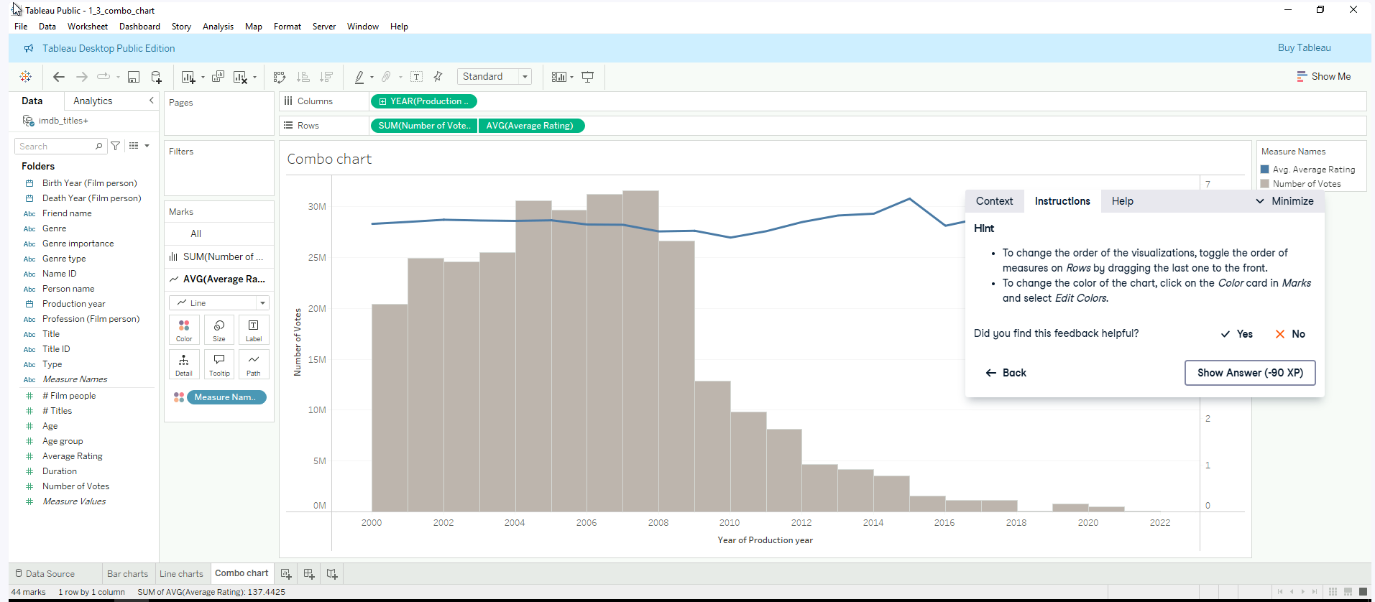 Tableau Public - 1_3_combo_chart
File Data Worksheet Dashboard Story Analysis Map Format Server Window Help
Tableau Desktop Public Edition
Buy Tableau
Standard
Show Me
Data Analytics
imdb_titles+
Search
Folders
Birth Year (Film person)
Death Year (Film person)
Abc Friend name
Abc Genre
Abc Genre importance
Abc Genre type
Abc Name ID
Abc Person name
Production year
Abc Profession (Film person)
Abc Title
Abc Title ID
Abc Type
Abc Measure Names
# # Film people
# # Titles
# Age
# Age group
# Average Rating
# Duration
# Number of Votes
# Measure Values
Pages
Filters
Marks
All
SUM(Number of ...
AVG(Average Ra...
Line
Color Size Label
Detail Tooltip Path
Measure Nam..
Columns
YEAR(Production ..
Rows
SUM(Number of Vote..
AVG(Average Rating)
Combo chart
Number of Votes
30M
25M
20M
15M
10M
5M
0M
2000 2002 2004 2006 2008 2010 2012 2014 2016 2018 2020 2022
Year of Production year
7
2
1
0
Measure Names
Avg. Average Rating
Number of Votes
Context Instructions Help Minimize
Hint
• To change the order of the visualizations, toggle the order of
measures on Rows by dragging the last one to the front.
• To change the color of the chart, click on the Color card in Marks
and select Edit Colors.
Did you find this feedback helpful? Yes No
Back
Show Answer (-90 XP)
Data Source Bar charts Line charts Combo chart
44 marks 1 row by 1 column SUM of AVG(Average Rating): 137.4425